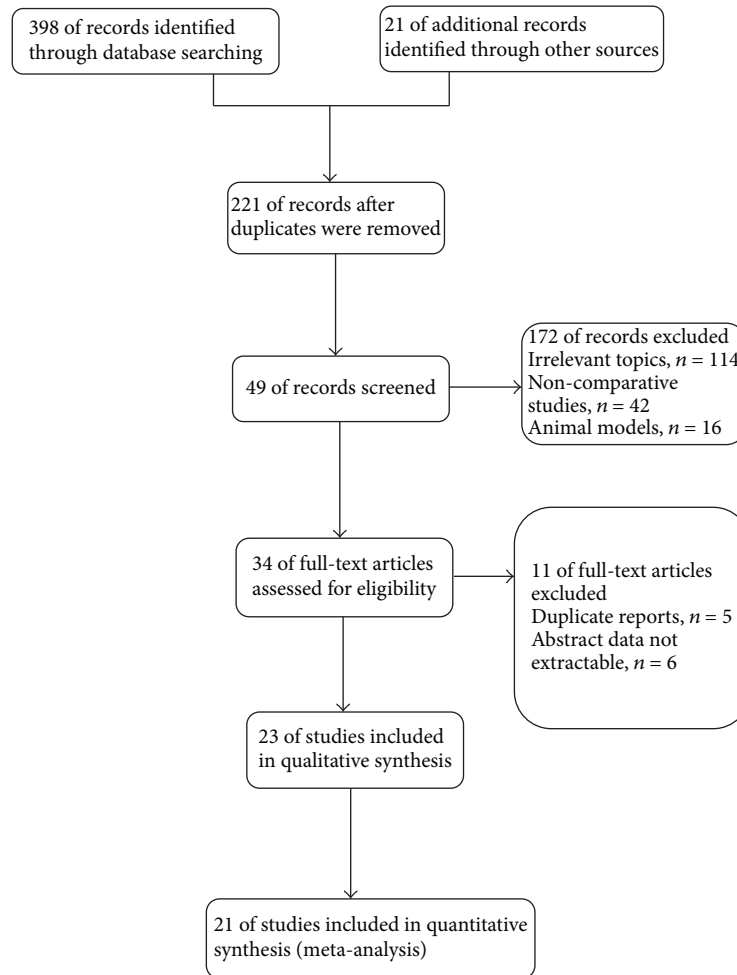 398 of records identified
through database searching
21 of additional records
identified through other sources
221 of records after
duplicates were removed
49 of records screened
172 of records excluded
Irrelevant topics, n = 114
Non-comparative
studies, n = 42
Animal models, n = 16
34 of full-text articles
assessed for eligibility
11 of full-text articles
excluded
Duplicate reports, n = 5
Abstract data not
extractable, n = 6
23 of studies included
in qualitative synthesis
21 of studies included in quantitative
synthesis (meta-analysis)